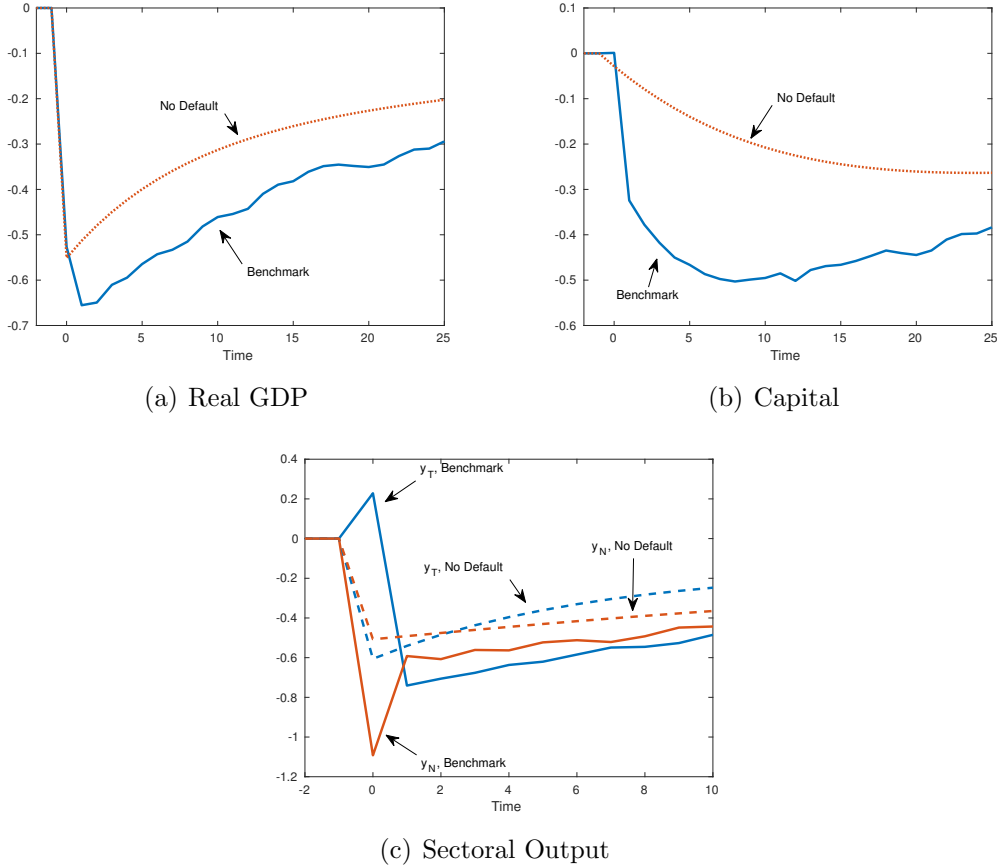 0
-0.1
-0.2
-0.3
-0.4
-0.5
-0.6
-0.7
No Default
Benchmark
0 5 10 15 20 25
Time
(a) Real GDP
0.1
0
-0.1
-0.2
-0.3
-0.4
-0.5
-0.6
No Default
Benchmark
0 5 10 15 20 25
Time
(b) Capital
0.4
0.2
0
-0.2
-0.4
-0.6
-0.8
-1
-1.2
y_T, Benchmark
y_N, No Default
y_T, No Default
y_N, Benchmark
-2 0 2 4 6 8 10
Time
(c) Sectoral Output